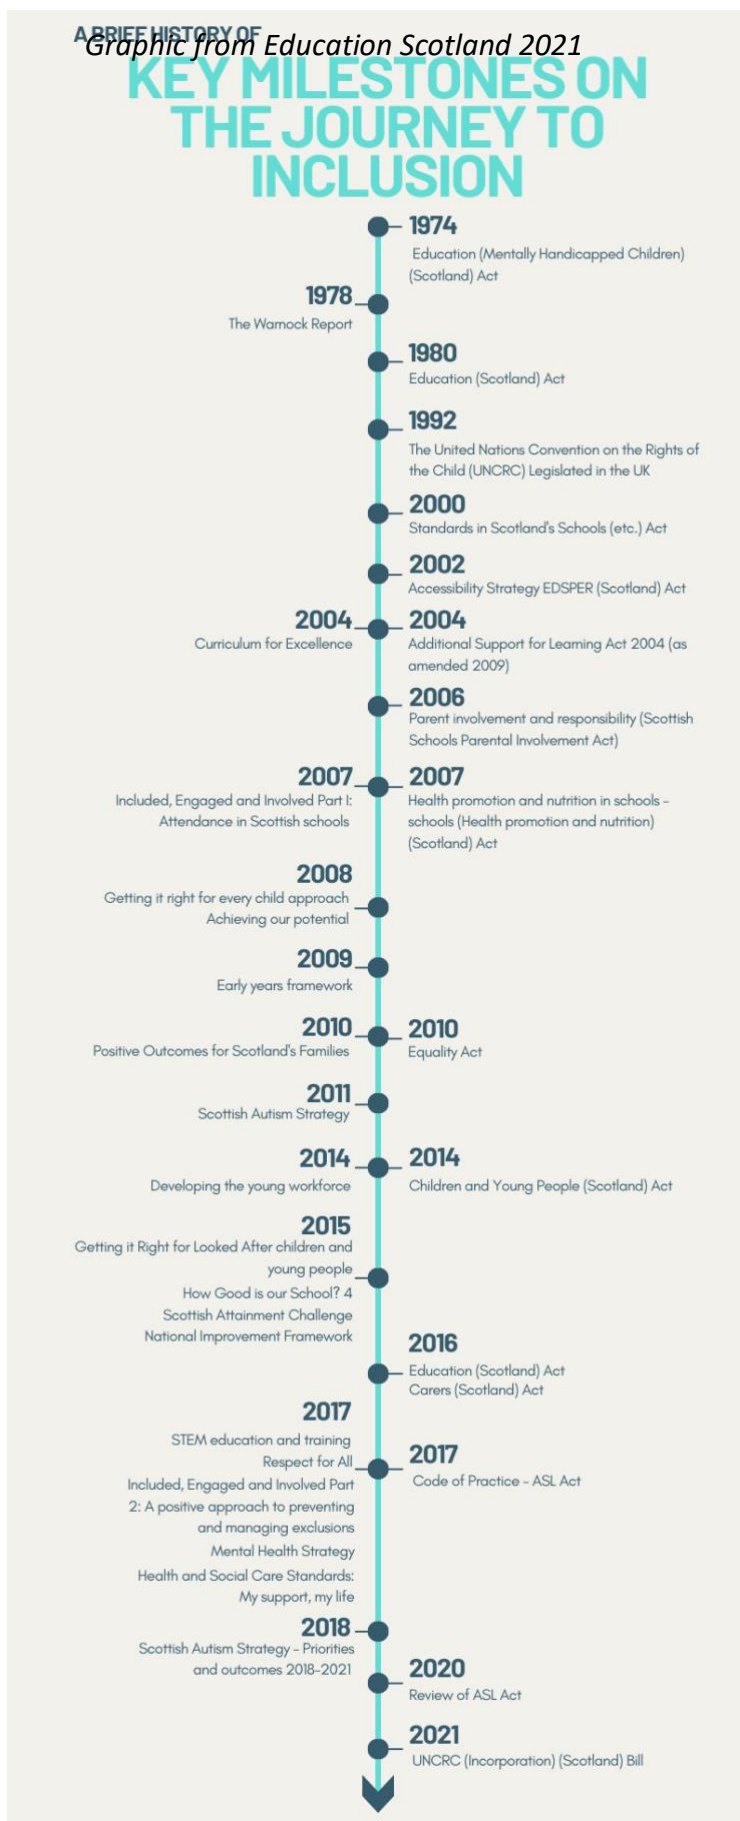 A BRIEF HISTORY OF
Graphic from Education Scotland 2021
KEY MILESTONES ON
THE JOURNEY TO
INCLUSION
1974
Education (Mentally Handicapped Children)
(Scotland) Act
1978
The Warnock Report
1980
Education (Scotland) Act
1992
The United Nations Convention on the Rights of
the Child (UNCRC) Legislated in the UK
2000
Standards in Scotland's Schools (etc.) Act
2002
Accessibility Strategy EDSPER (Scotland) Act
2004
Curriculum for Excellence
2004
Additional Support for Learning Act 2004 (as
amended 2009)
2006
Parent involvement and responsibility (Scottish
Schools Parental Involvement Act)
2007
Included, Engaged and Involved Part I:
Attendance in Scottish schools
2007
Health promotion and nutrition in schools -
schools (Health promotion and nutrition)
(Scotland) Act
2008
Getting it right for every child approach
Achieving our potential
2009
Early years framework
2010
Positive Outcomes for Scotland's Families
2010
Equality Act
2011
Scottish Autism Strategy
2014
Developing the young workforce
2014
Children and Young People (Scotland) Act
2015
Getting it Right for Looked After children and
young people
How Good is our School? 4
Scottish Attainment Challenge
National Improvement Framework
2016
Education (Scotland) Act
Carers (Scotland) Act
2017
STEM education and training
Respect for All
Included, Engaged and Involved Part
2: A positive approach to preventing
and managing exclusions
Mental Health Strategy
Health and Social Care Standards:
My support, my life
2017
Code of Practice - ASL Act
2018
Scottish Autism Strategy - Priorities
and outcomes 2018-2021
2020
Review of ASL Act
2021
UNCRC (Incorporation) (Scotland) Bill